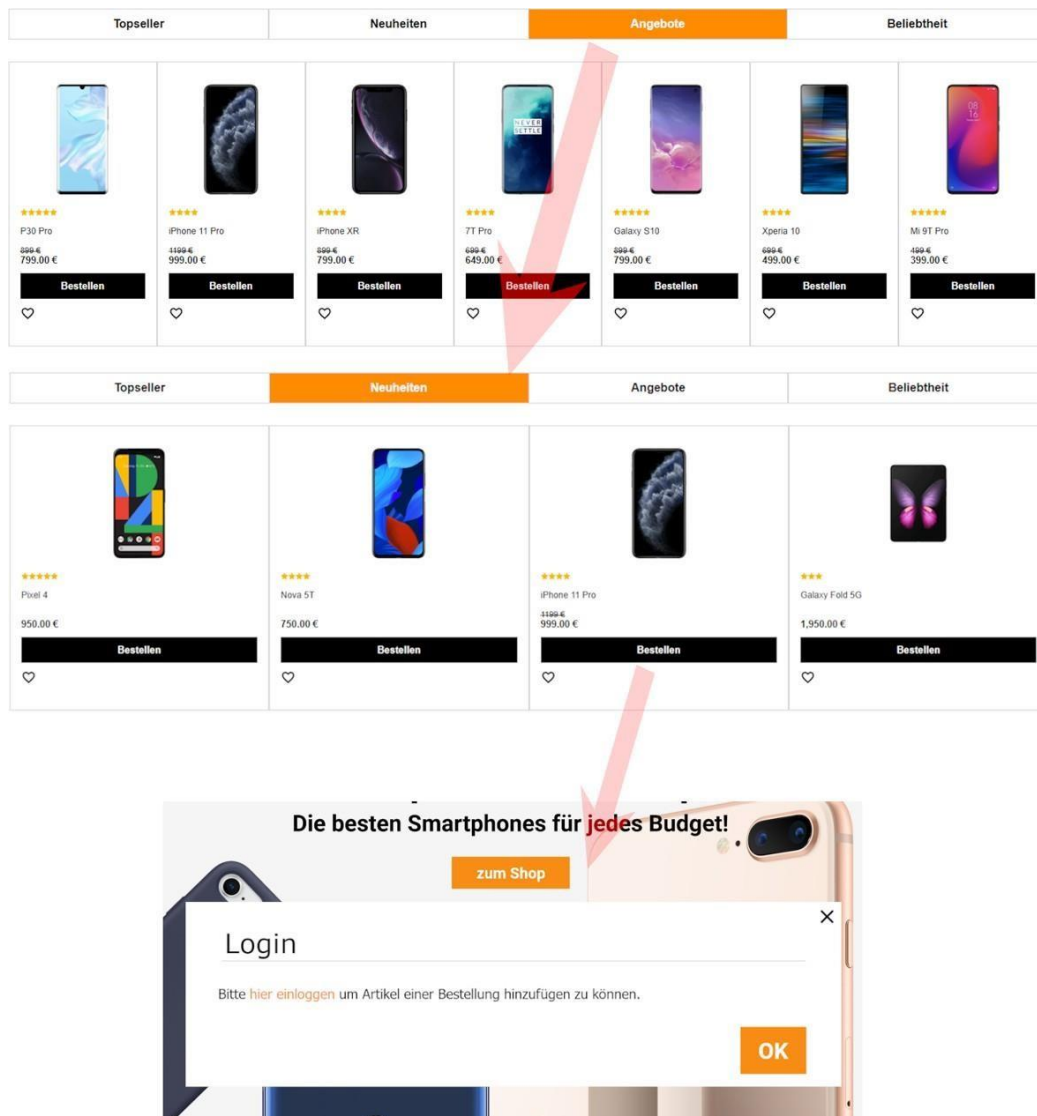 Topseller Neuheiten Angebote Beliebtheit
NEVER
SETTLE
08
16
P30 Pro iPhone 11 Pro iPhone XR 7T Pro Galaxy S10 Xperia 10 Mi 9T Pro
899 € 1199 € 899 € 699 € 899 € 699 € 499 €
799.00 € 999.00 € 799.00 € 649.00 € 799.00 € 499.00 € 399.00 €
Bestellen Bestellen Bestellen Bestellen Bestellen Bestellen Bestellen
Topseller Neuheiten Angebote Beliebtheit
Pixel 4 Nova 5T iPhone 11 Pro Galaxy Fold 5G
1199 €
950.00 € 750.00 € 999.00 € 1,950.00 €
Bestellen Bestellen Bestellen Bestellen
Die besten Smartphones für jedes Budget!
zum Shop
Login
Bitte hier einloggen um Artikel einer Bestellung hinzufügen zu können.
OK